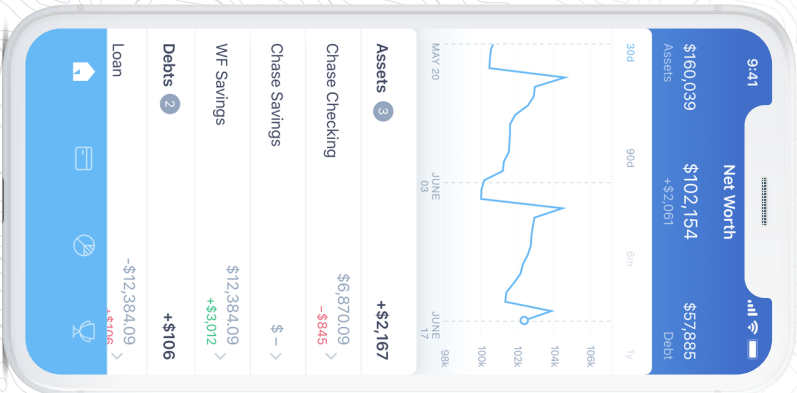 9:41
Net Worth
$160,039 $102,154 $57,885
Assets +$2,061 Debt
30d 90d 6m 1y
106k
104k
102k
100k
98k
MAY 20 JUNE 03 JUNE 17
Assets 3 +$2,167
Chase Checking $6,870.09
-$845
Chase Savings $ –
WF Savings $12,384.09
+$3,012
Debts 2 +$106
Loan -$12,384.09
+$106